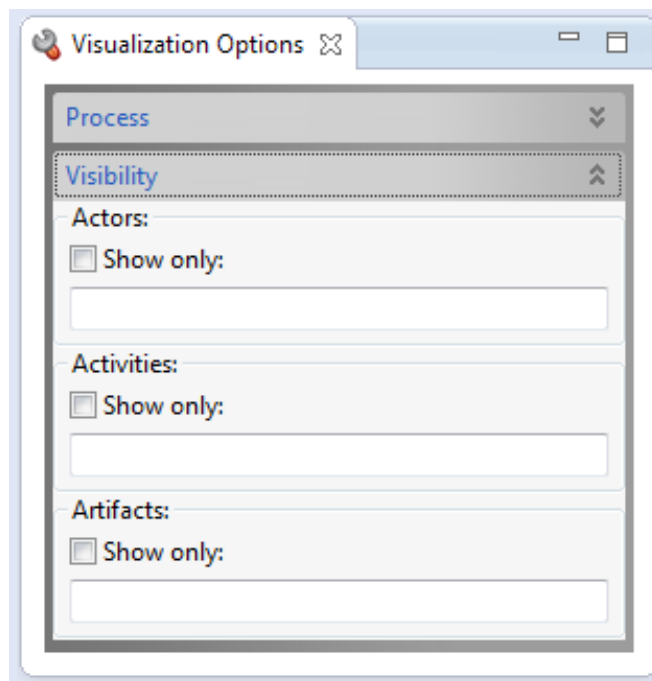 Visualization Options
Process
Visibility
Actors:
Show only:
Activities:
Show only:
Artifacts:
Show only: